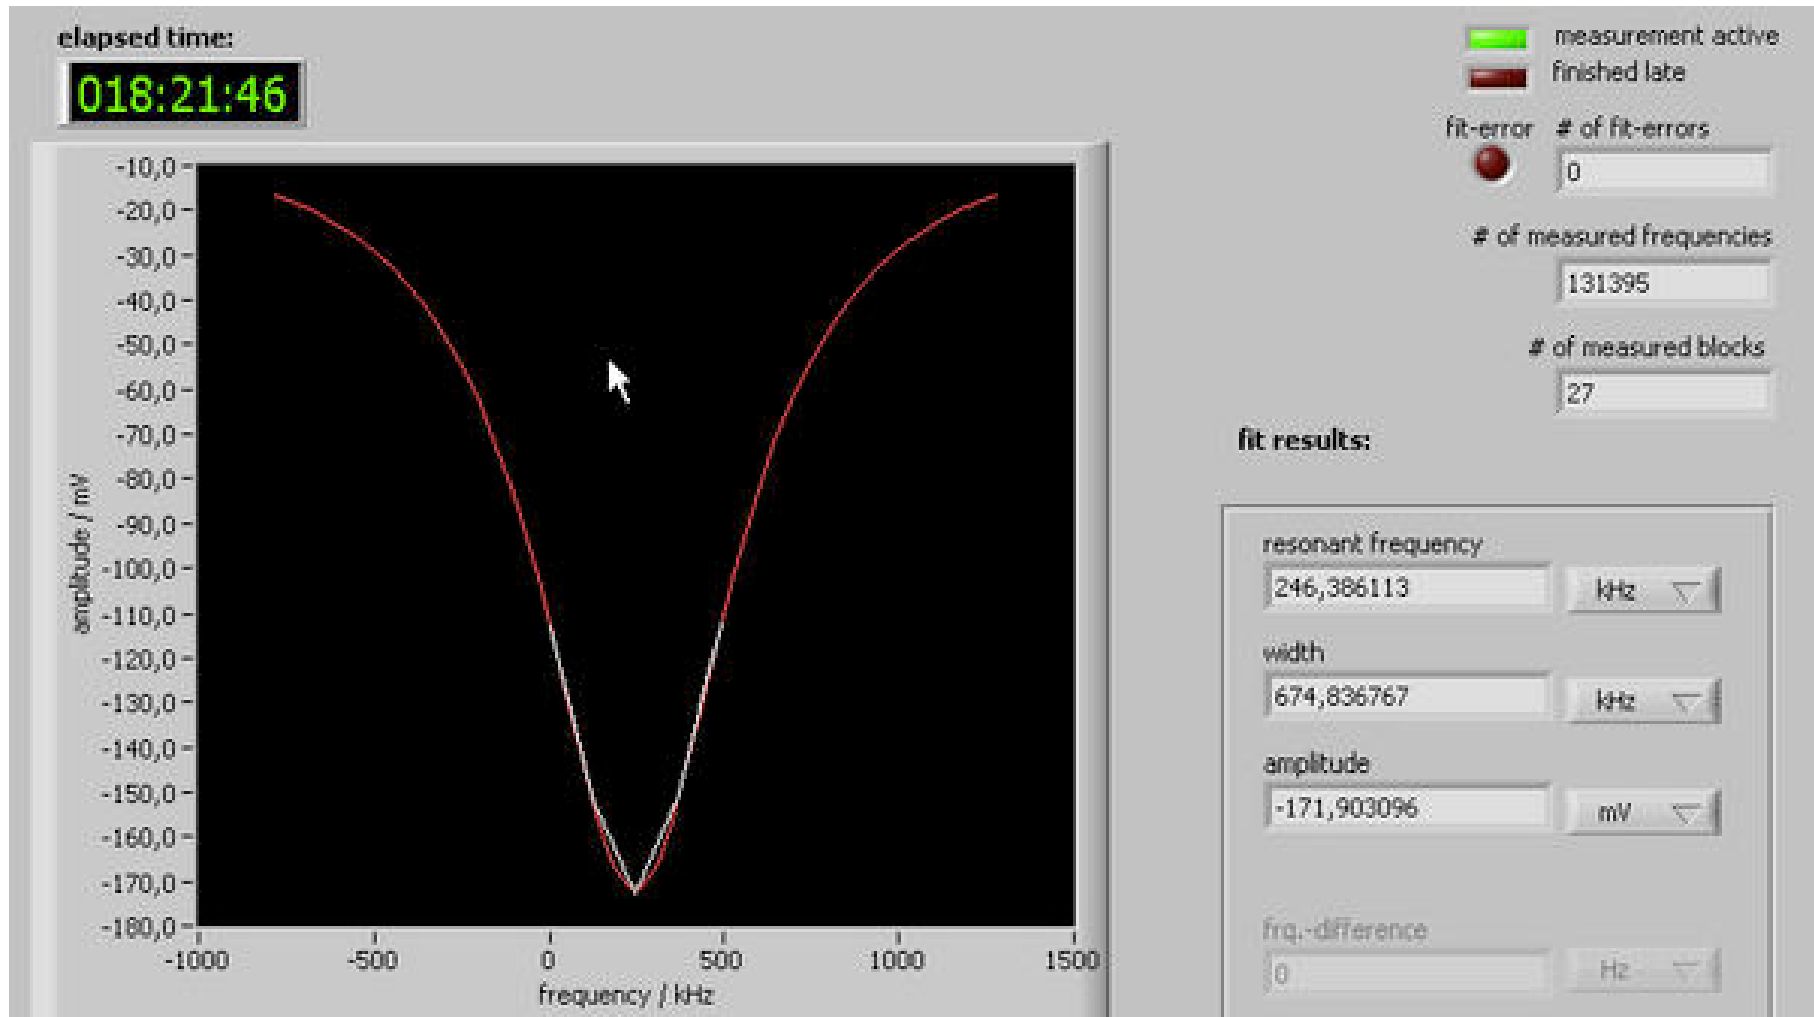 elapsed time:
018:21:46
measurement active
finished late
fit-error
# of fit-errors
0
# of measured frequencies
131395
# of measured blocks
27
-10,0
-20,0
-30,0
-40,0
-50,0
-60,0
-70,0
-80,0
-90,0
-100,0
-110,0
-120,0
-130,0
-140,0
-150,0
-160,0
-170,0
-180,0
amplitude / mV
-1000
-500
0
500
1000
1500
frequency / kHz
fit results:
resonant frequency
246,386113 kHz
width
674,836767 kHz
amplitude
-171,903096 mV
frq.-difference
0 Hz